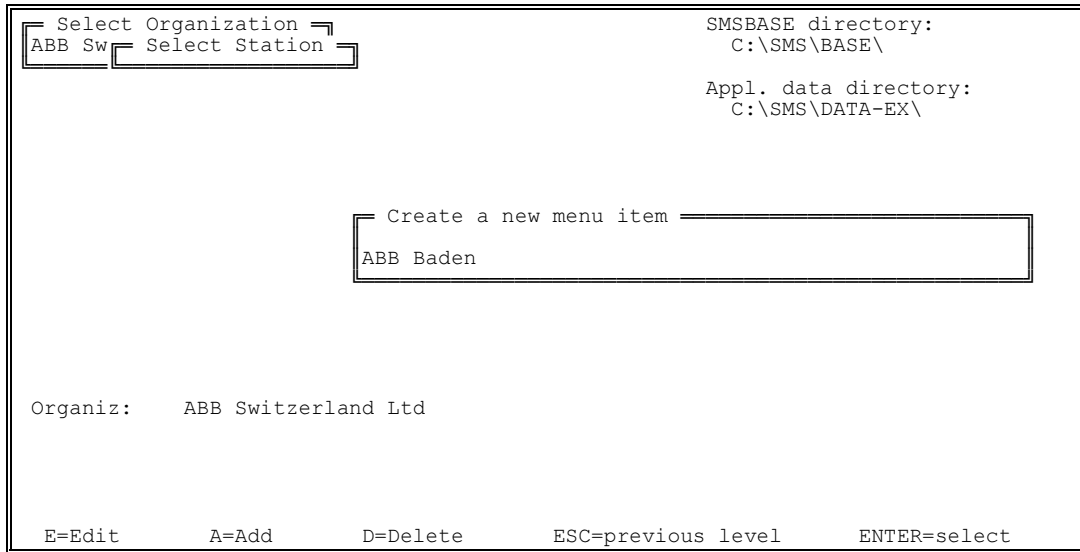 Select Organization
SMSBASE directory:
ABB Sw
Select Station
C:\SMS\BASE\
Appl. data directory:
C:\SMS\DATA-EX\
Create a new menu item
ABB Baden
Organiz: ABB Switzerland Ltd
E=Edit A=Add D=Delete ESC=previous level ENTER=select